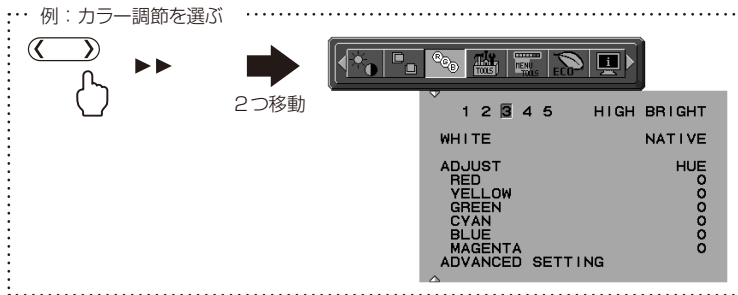 例：カラー調節を選ぶ
2つ移動
RGB TOOLS MENU TOOLS ECO i
1 2 3 4 5 HIGH BRIGHT
WHITE NATIVE
ADJUST HUE
RED 0
YELLOW 0
GREEN 0
CYAN 0
BLUE 0
MAGENTA 0
ADVANCED SETTING